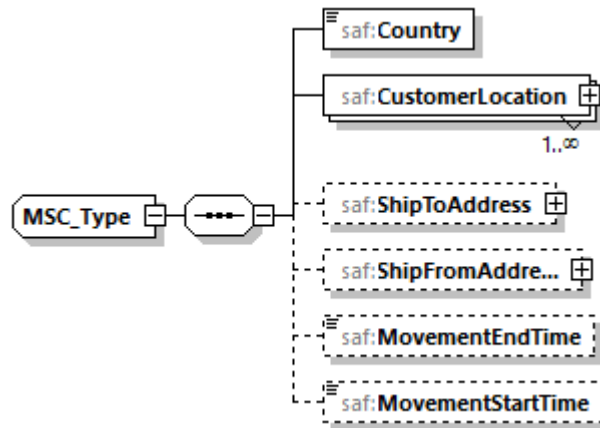 saf:Country
saf:CustomerLocation
1..∞
MSC_Type
saf:ShipToAddress
saf:ShipFromAddre...
saf:MovementEndTime
saf:MovementStartTime